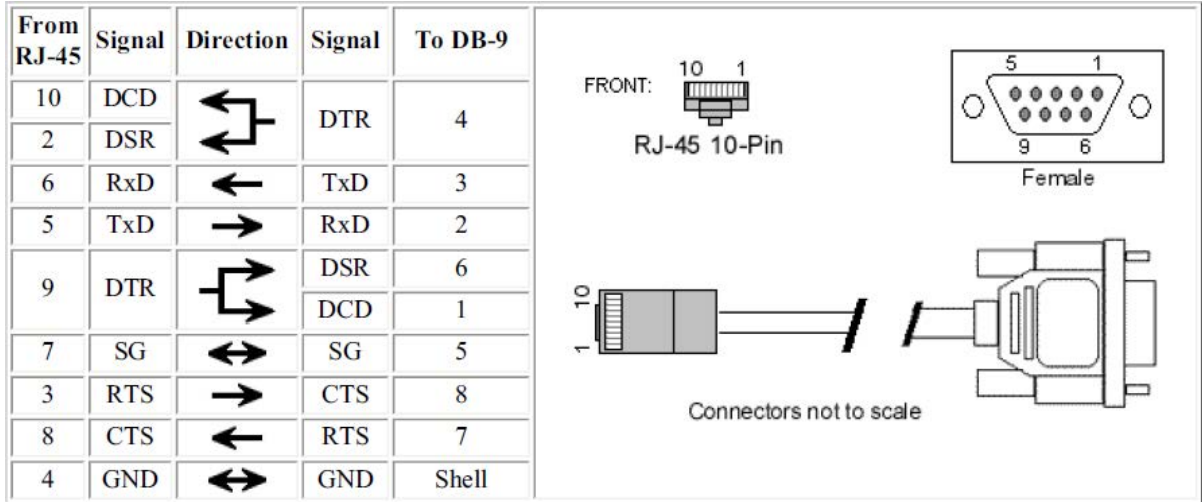 From RJ-45 Signal Direction Signal To DB-9
10 DCD DTR 4
2 DSR
6 RxD TxD 3
5 TxD RxD 2
9 DTR DSR 6
DCD 1
7 SG SG 5
3 RTS CTS 8
8 CTS RTS 7
4 GND GND Shell
FRONT: 10 1
RJ-45 10-Pin
5 1
9 6
Female
10
1
Connectors not to scale